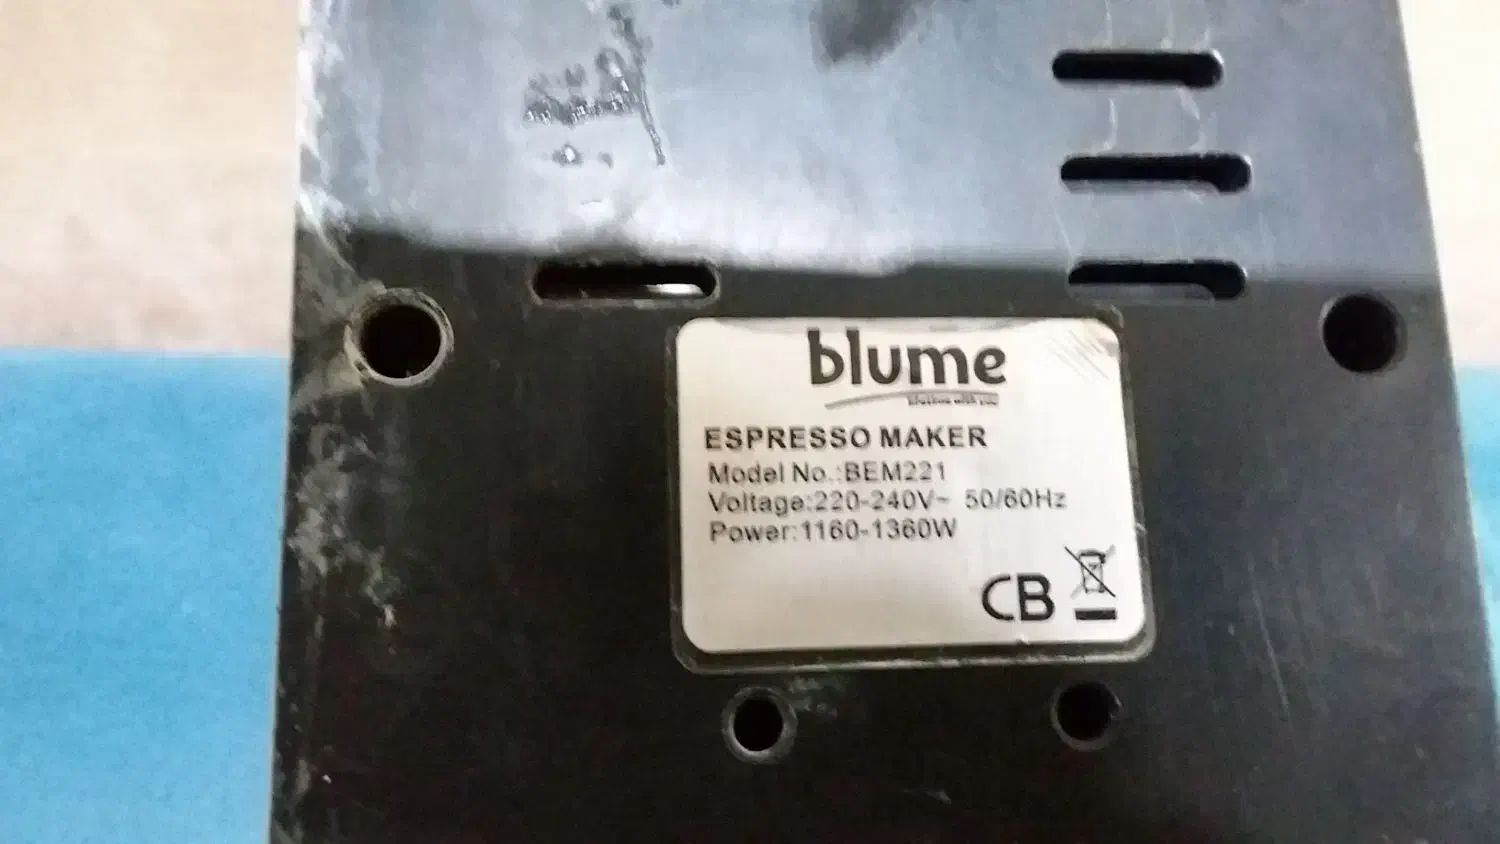 blume
ESPRESSO MAKER
Model No.:BEM221
Voltage:220-240V~ 50/60Hz
Power:1160-1360W
CB